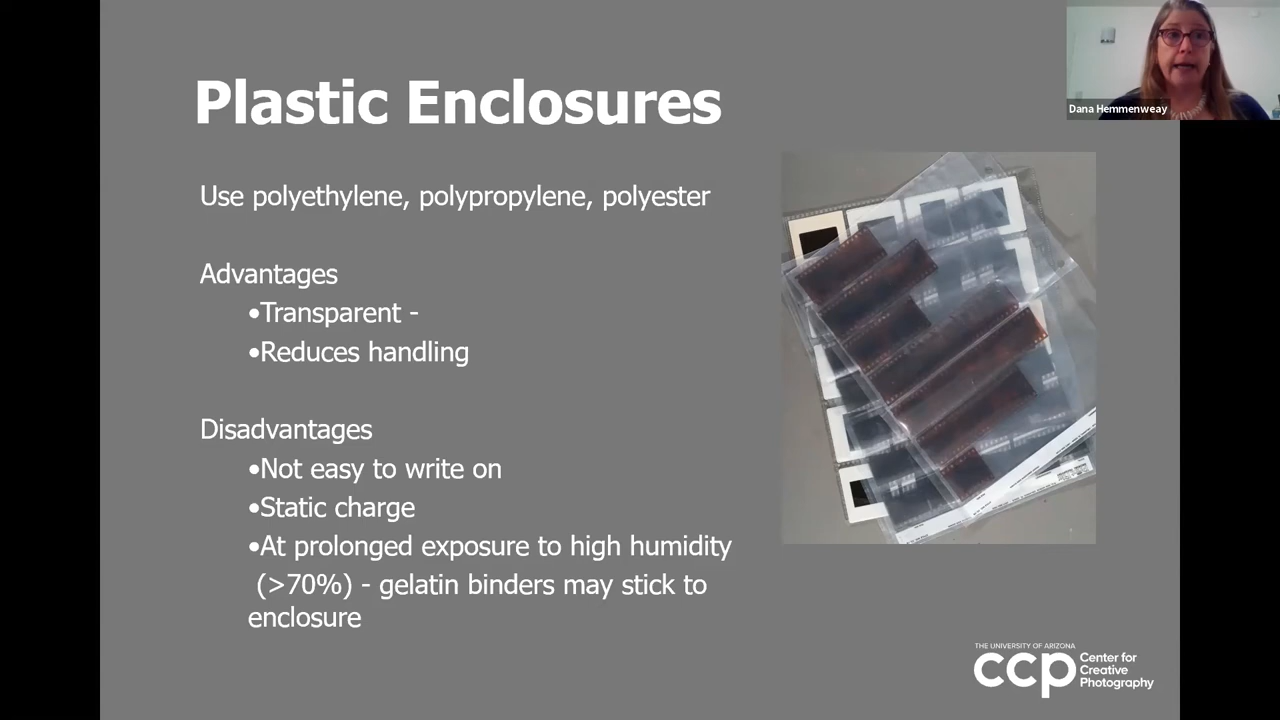 Plastic Enclosures
Use polyethylene, polypropylene, polyester
Advantages
•Transparent -
•Reduces handling
Disadvantages
•Not easy to write on
•Static charge
•At prolonged exposure to high humidity
(>70%) - gelatin binders may stick to
enclosure
Dana Hemmenweay
THE UNIVERSITY OF ARIZONA
ccp
Center for
Creative
Photography